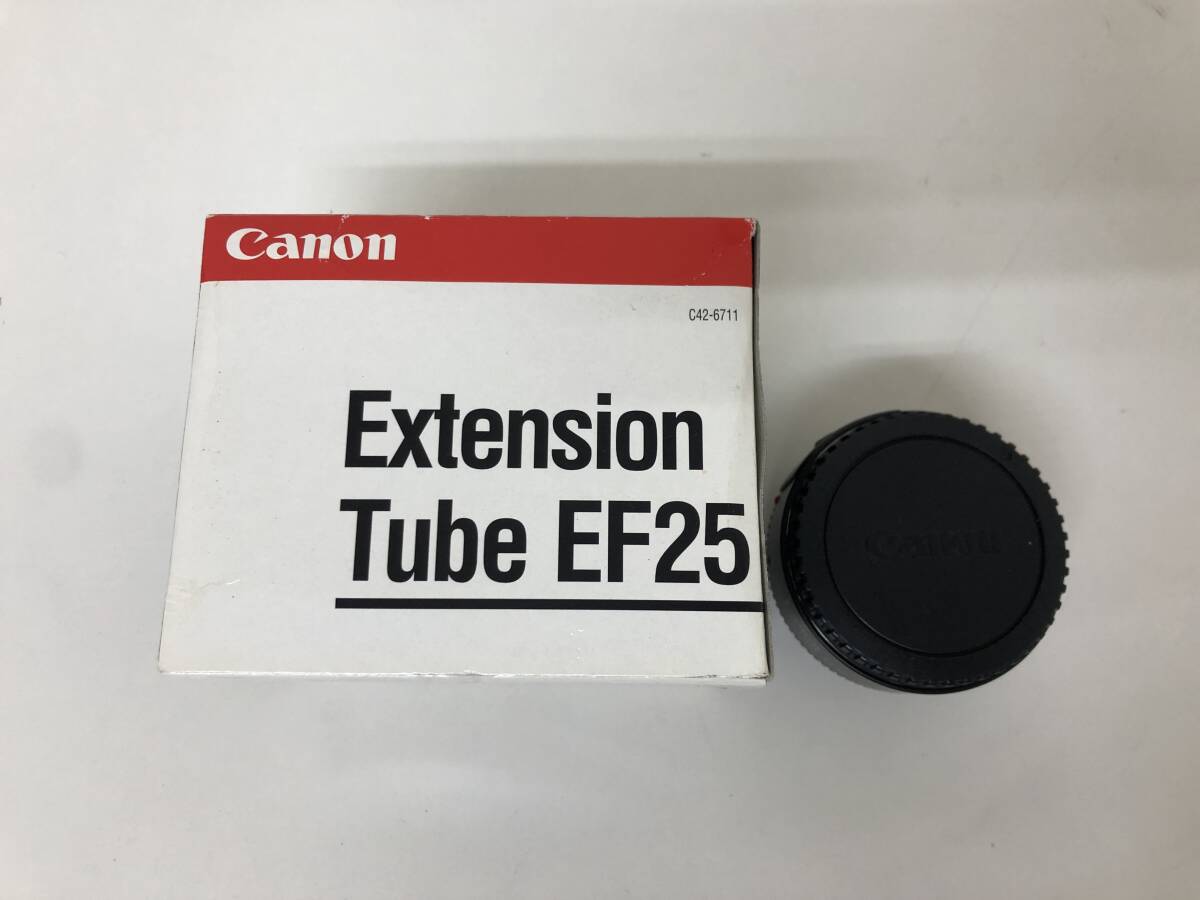 Canon
C42-6711
Extension
Tube EF25
Canon